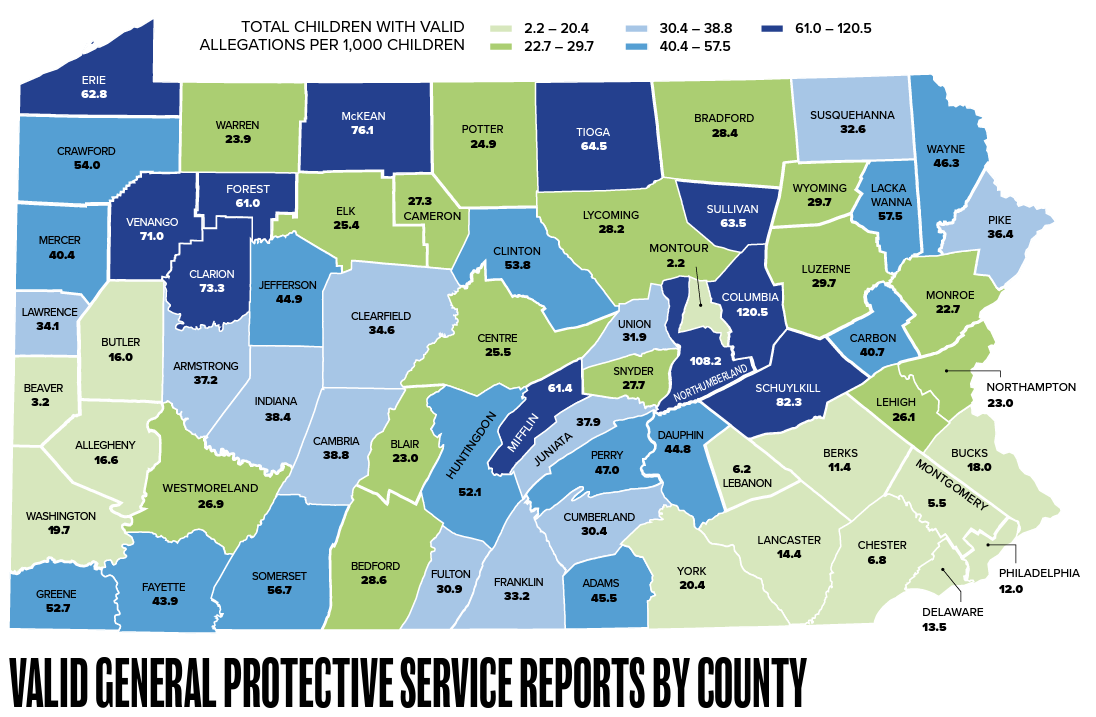 TOTAL CHILDREN WITH VALID
ALLEGATIONS PER 1,000 CHILDREN
2.2 – 20.4
22.7 – 29.7
30.4 – 38.8
40.4 – 57.5
61.0 – 120.5
ERIE
62.8
CRAWFORD
54.0
WARREN
23.9
McKEAN
76.1
POTTER
24.9
TIOGA
64.5
BRADFORD
28.4
SUSQUEHANNA
32.6
WAYNE
46.3
FOREST
61.0
VENANGO
71.0
ELK
25.4
27.3
CAMERON
LYCOMING
28.2
SULLIVAN
63.5
WYOMING
29.7
LACKA
WANNA
57.5
PIKE
36.4
MERCER
40.4
CLARION
73.3
JEFFERSON
44.9
CLINTON
53.8
MONTOUR
2.2
LUZERNE
29.7
MONROE
22.7
LAWRENCE
34.1
CLEARFIELD
34.6
COLUMBIA
120.5
BUTLER
16.0
CENTRE
25.5
UNION
31.9
CARBON
40.7
ARMSTRONG
37.2
SNYDER
27.7
108.2
NORTHUMBERLAND
BEAVER
3.2
INDIANA
38.4
61.4
MIFFLIN
SCHUYLKILL
82.3
NORTHAMPTON
23.0
LEHIGH
26.1
ALLEGHENY
16.6
CAMBRIA
38.8
BLAIR
23.0
HUNTINGDON
52.1
37.9
JUNIATA
PERRY
47.0
DAUPHIN
44.8
6.2
LEBANON
BERKS
11.4
BUCKS
18.0
MONTGOMERY
5.5
WESTMORELAND
26.9
WASHINGTON
19.7
CUMBERLAND
30.4
LANCASTER
14.4
CHESTER
6.8
PHILADELPHIA
12.0
GREENE
52.7
FAYETTE
43.9
SOMERSET
56.7
BEDFORD
28.6
FULTON
30.9
FRANKLIN
33.2
ADAMS
45.5
YORK
20.4
DELAWARE
13.5
VALID GENERAL PROTECTIVE SERVICE REPORTS BY COUNTY